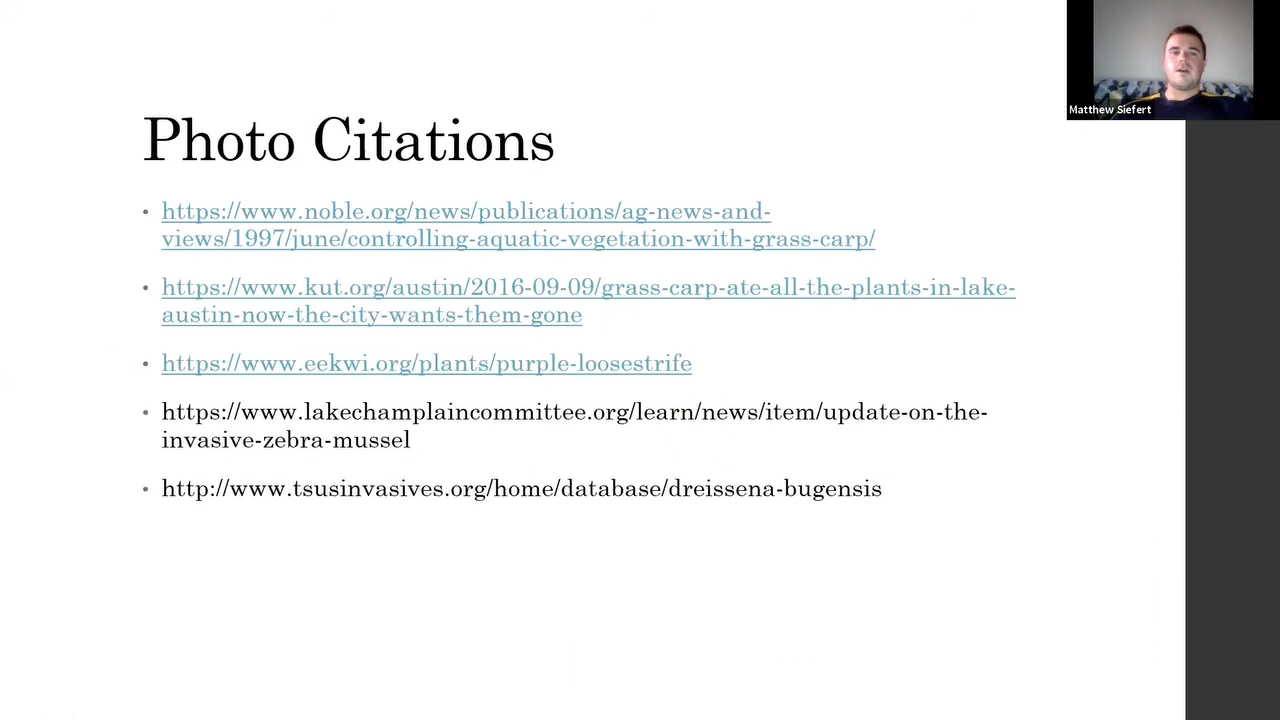 Matthew Siefert
Photo Citations
• https://www.noble.org/news/publications/ag-news-and-
views/1997/june/controlling-aquatic-vegetation-with-grass-carp/
• https://www.kut.org/austin/2016-09-09/grass-carp-ate-all-the-plants-in-lake-
austin-now-the-city-wants-them-gone
• https://www.eekwi.org/plants/purple-loosestrife
• https://www.lakechamplaincommittee.org/learn/news/item/update-on-the-
invasive-zebra-mussel
• http://www.tsusinvasives.org/home/database/dreissena-bugensis